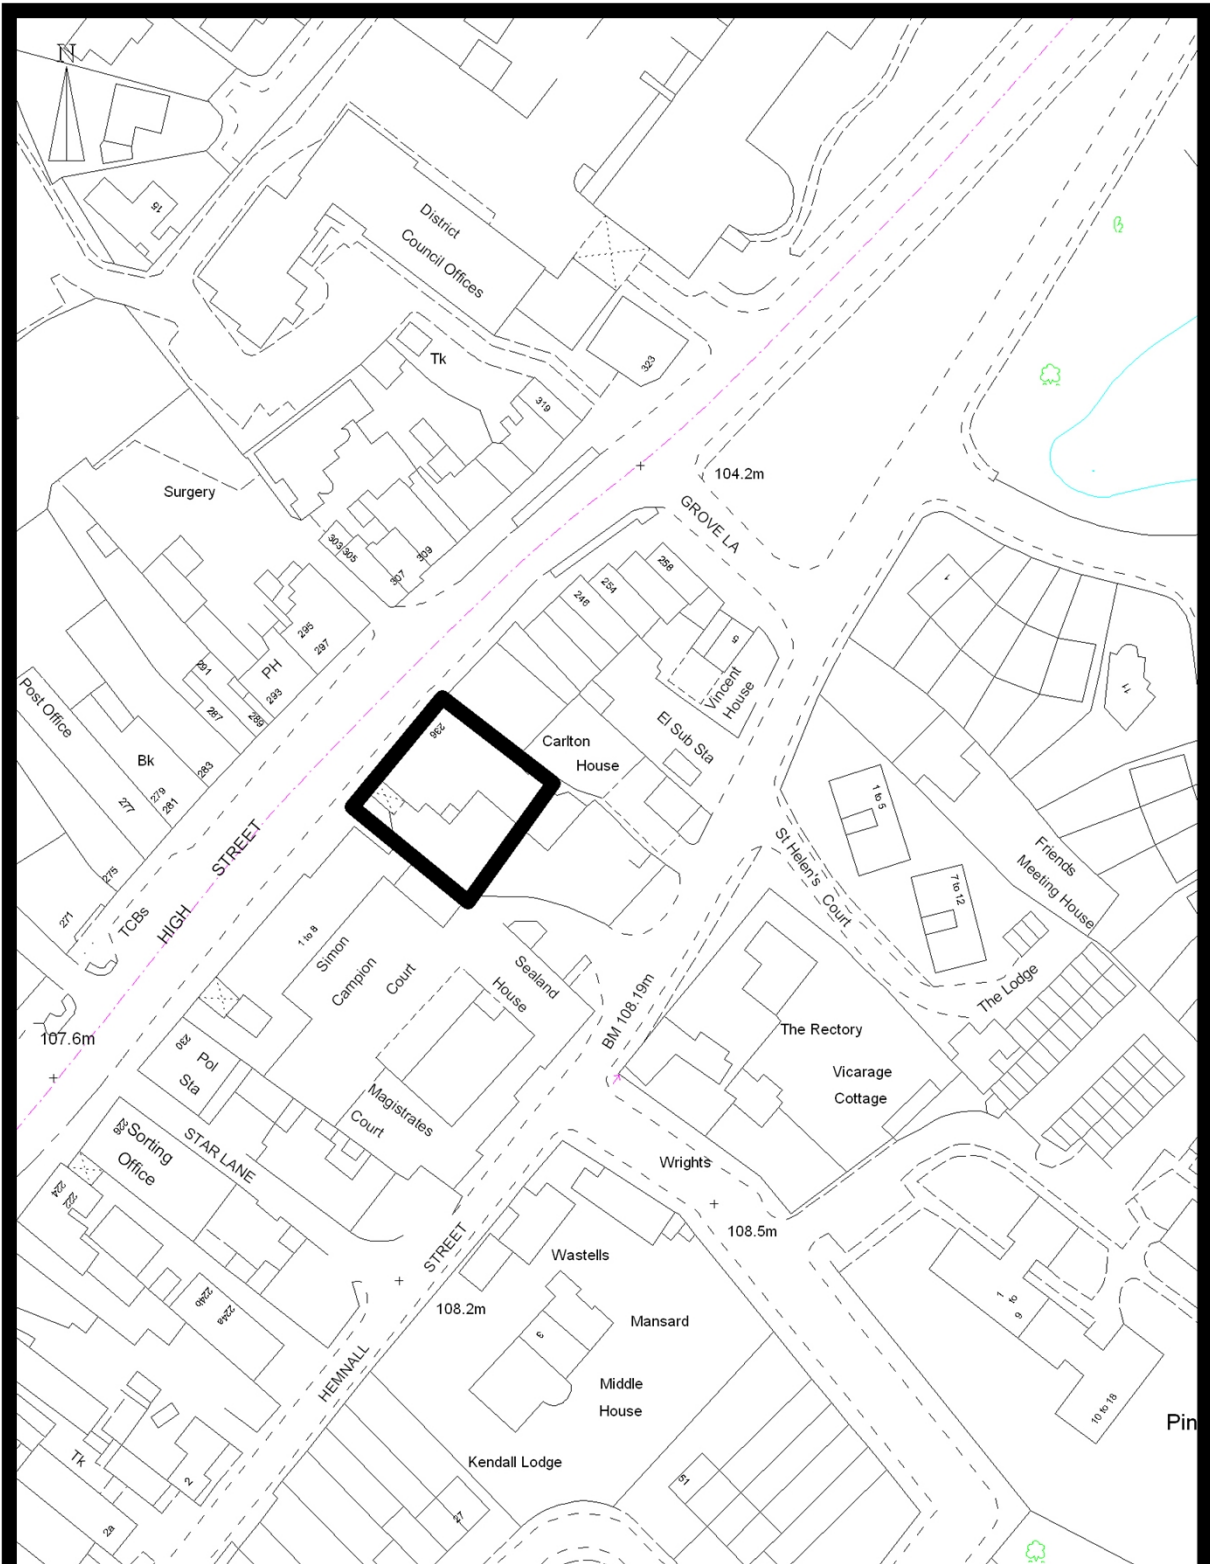 N
15
District
Council Offices
Tk
323
319
104.2m
Surgery
GROVE LA
303
305
307
309
258
254
246
1
5
295
297
PH
291
293
287
289
Vincent
House
11
Post Office
236
El Sub Sta
Carlton
House
Bk
283
279
281
277
1 to 5
275
STREET
St Helen's
Court
Friends
Meeting House
7 to 12
271
TCBs
HIGH
1 to 8
Simon
Campion
Court
Sealand
House
The Lodge
BM 108.19m
107.6m
The Rectory
230
Pol
Sta
Vicarage
Cottage
Magistrates
Court
226
Sorting
Office
STAR LANE
Wrights
224
222
108.5m
STREET
Wastells
224b
224a
108.2m
3
Mansard
1
to
9
HEMNALL
Middle
House
10 to 18
Pin
Tk
2
Kendall Lodge
51
27
2a